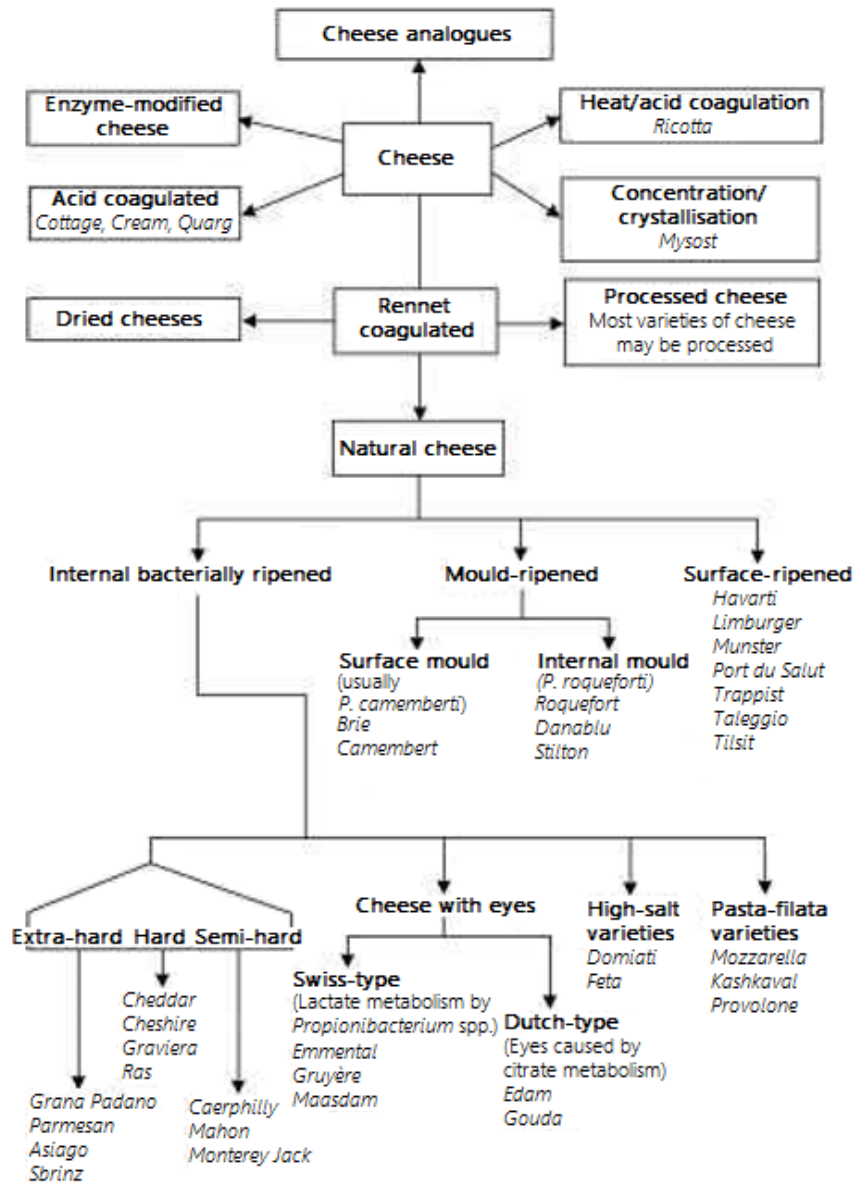 Cheese analogues
Enzyme-modified
cheese
Heat/acid coagulation
Ricotta
Cheese
Acid coagulated
Cottage, Cream, Quarg
Concentration/
crystallisation
Mysost
Dried cheeses
Rennet
coagulated
Processed cheese
Most varieties of cheese
may be processed
Natural cheese
Internal bacterially ripened
Mould-ripened
Surface-ripened
Havarti
Limburger
Munster
Port du Salut
Trappist
Taleggio
Tilsit
Surface mould
(usually
P. camemberti)
Brie
Camembert
Internal mould
(P. roqueforti)
Roquefort
Danablu
Stilton
Extra-hard Hard Semi-hard
Cheddar
Cheshire
Graviera
Ras
Grana Padano
Parmesan
Asiago
Sbrinz
Caerphilly
Mahon
Monterey Jack
Cheese with eyes
Swiss-type
(Lactate metabolism by
Propionibacterium spp.)
Emmental
Gruyère
Maasdam
Dutch-type
(Eyes caused by
citrate metabolism)
Edam
Gouda
High-salt
varieties
Domiati
Feta
Pasta-filata
varieties
Mozzarella
Kashkaval
Provolone